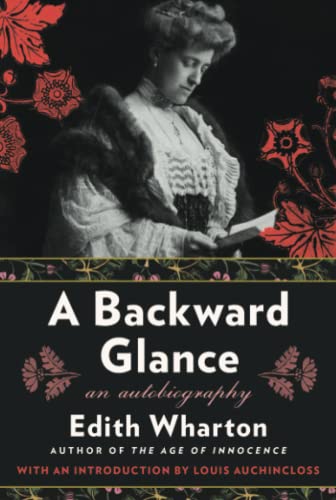 A Backward
Glance
an autobiography
Edith Wharton
AUTHOR OF THE AGE OF INNOCENCE
WITH AN INTRODUCTION BY LOUIS AUCHINCLOSS